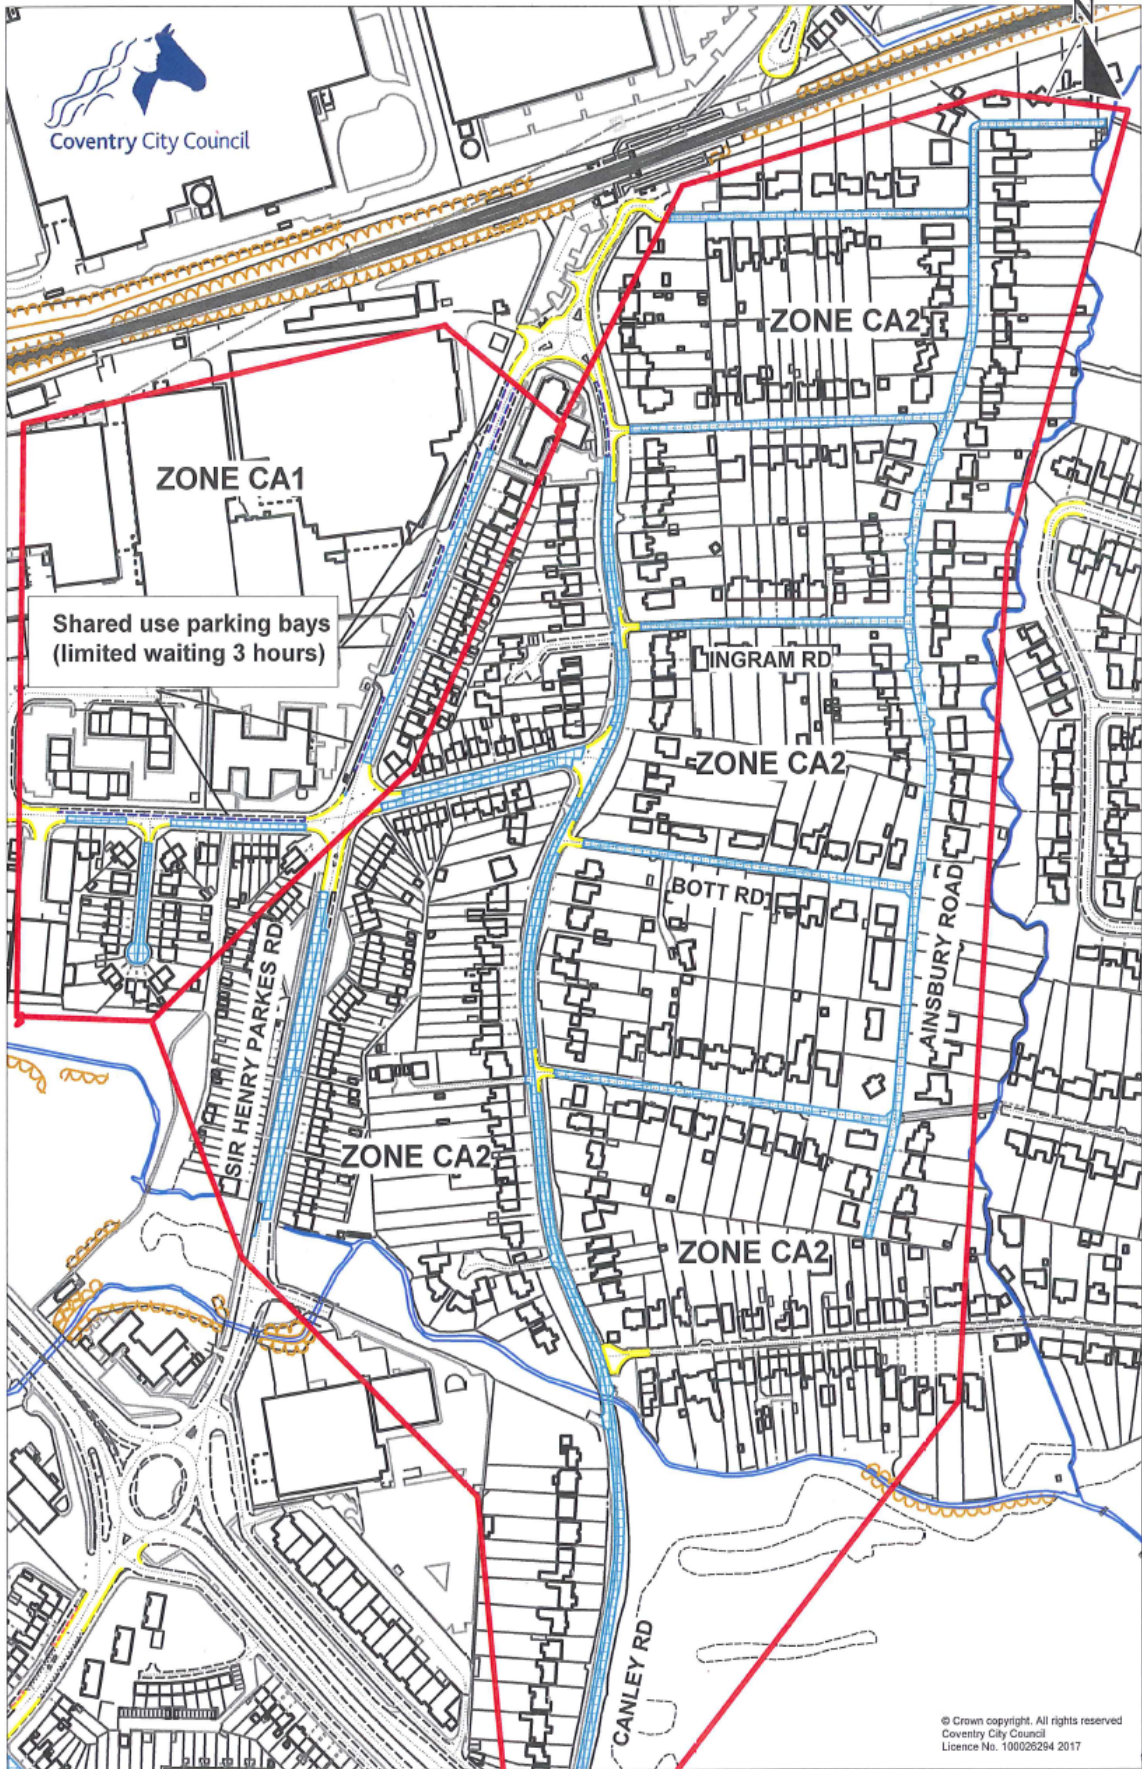 N
Coventry City Council
ZONE CA2
ZONE CA1
Shared use parking bays
(limited waiting 3 hours)
INGRAM RD
ZONE CA2
BOTT RD
AINSBURY ROAD
SIR HENRY PARKES RD
ZONE CA2
ZONE CA2
CANLEY RD
© Crown copyright. All rights reserved
Coventry City Council
Licence No. 100026294 2017